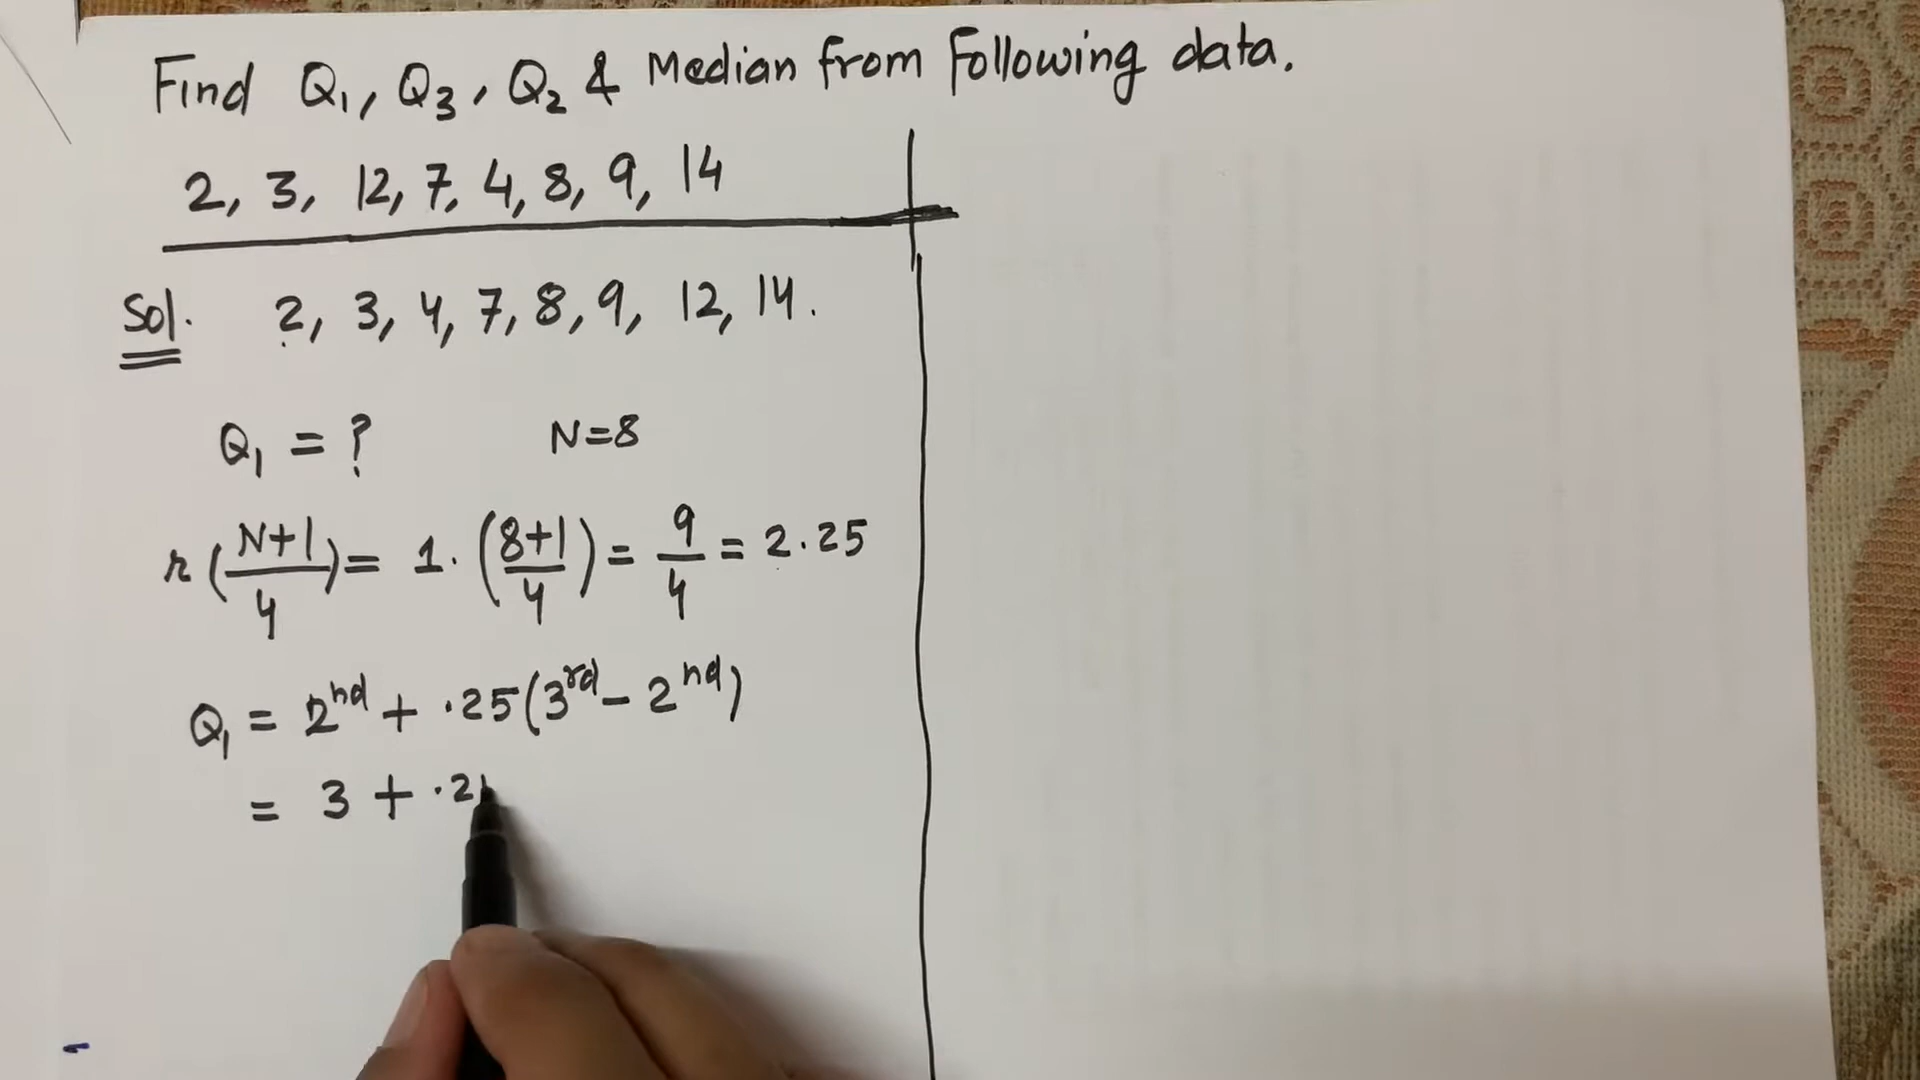 Find Q₁, Q₃, Q₂ & Median from Following data.
2, 3, 12, 7, 4, 8, 9, 14
Sol. 2, 3, 4, 7, 8, 9, 12, 14.
Q₁ = ? N=8
r(N+1/4) = 1.(8+1/4) = 9/4 = 2.25
Q₁ = 2nd + .25(3rd - 2nd)
= 3 + .2